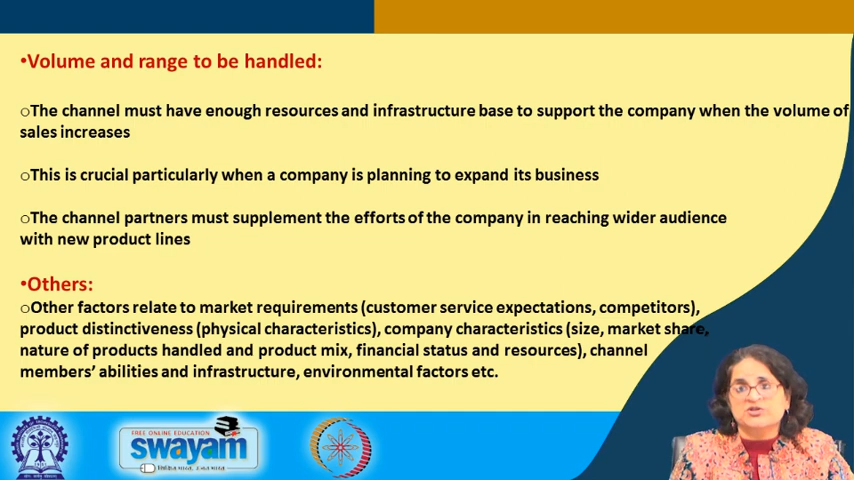 •Volume and range to be handled:
oThe channel must have enough resources and infrastructure base to support the company when the volume of
sales increases
oThis is crucial particularly when a company is planning to expand its business
oThe channel partners must supplement the efforts of the company in reaching wider audience
with new product lines
•Others:
oOther factors relate to market requirements (customer service expectations, competitors),
product distinctiveness (physical characteristics), company characteristics (size, market share,
nature of products handled and product mix, financial status and resources), channel
members’ abilities and infrastructure, environmental factors etc.
FREE ONLINE EDUCATION
swayam